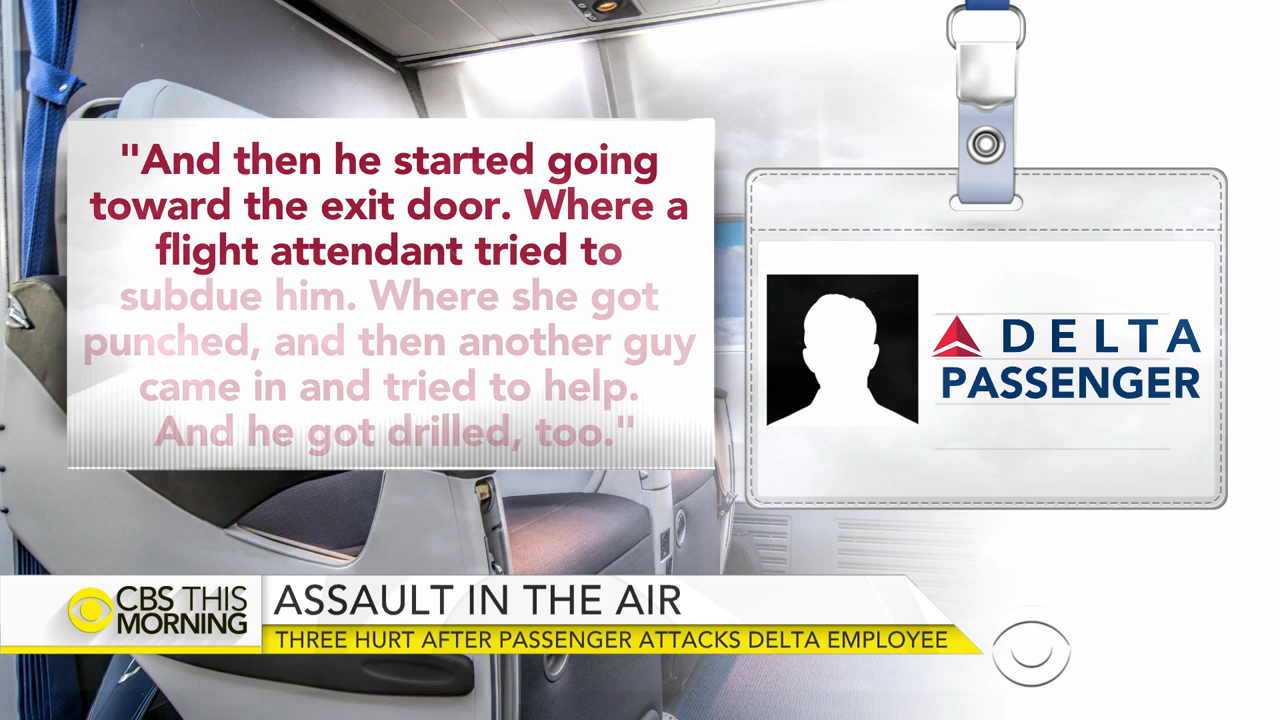 "And then he started going
toward the exit door. Where a
flight attendant tried to
subdue him. Where she got
punched, and then another guy
came in and tried to help.
And he got drilled, too."
DELTA
PASSENGER
CBS THIS
MORNING
ASSAULT IN THE AIR
THREE HURT AFTER PASSENGER ATTACKS DELTA EMPLOYEE